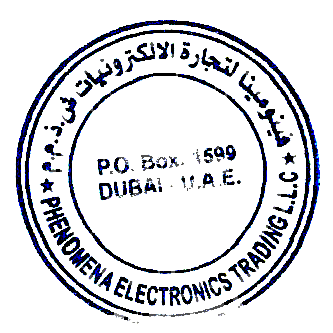 فينومينا لتجارة الالكترونيات ش.ذ.م.م
P.O. Box. 1599
DUBAI - U.A.E.
★ PHENOMENA ELECTRONICS TRADING L.L.C ★